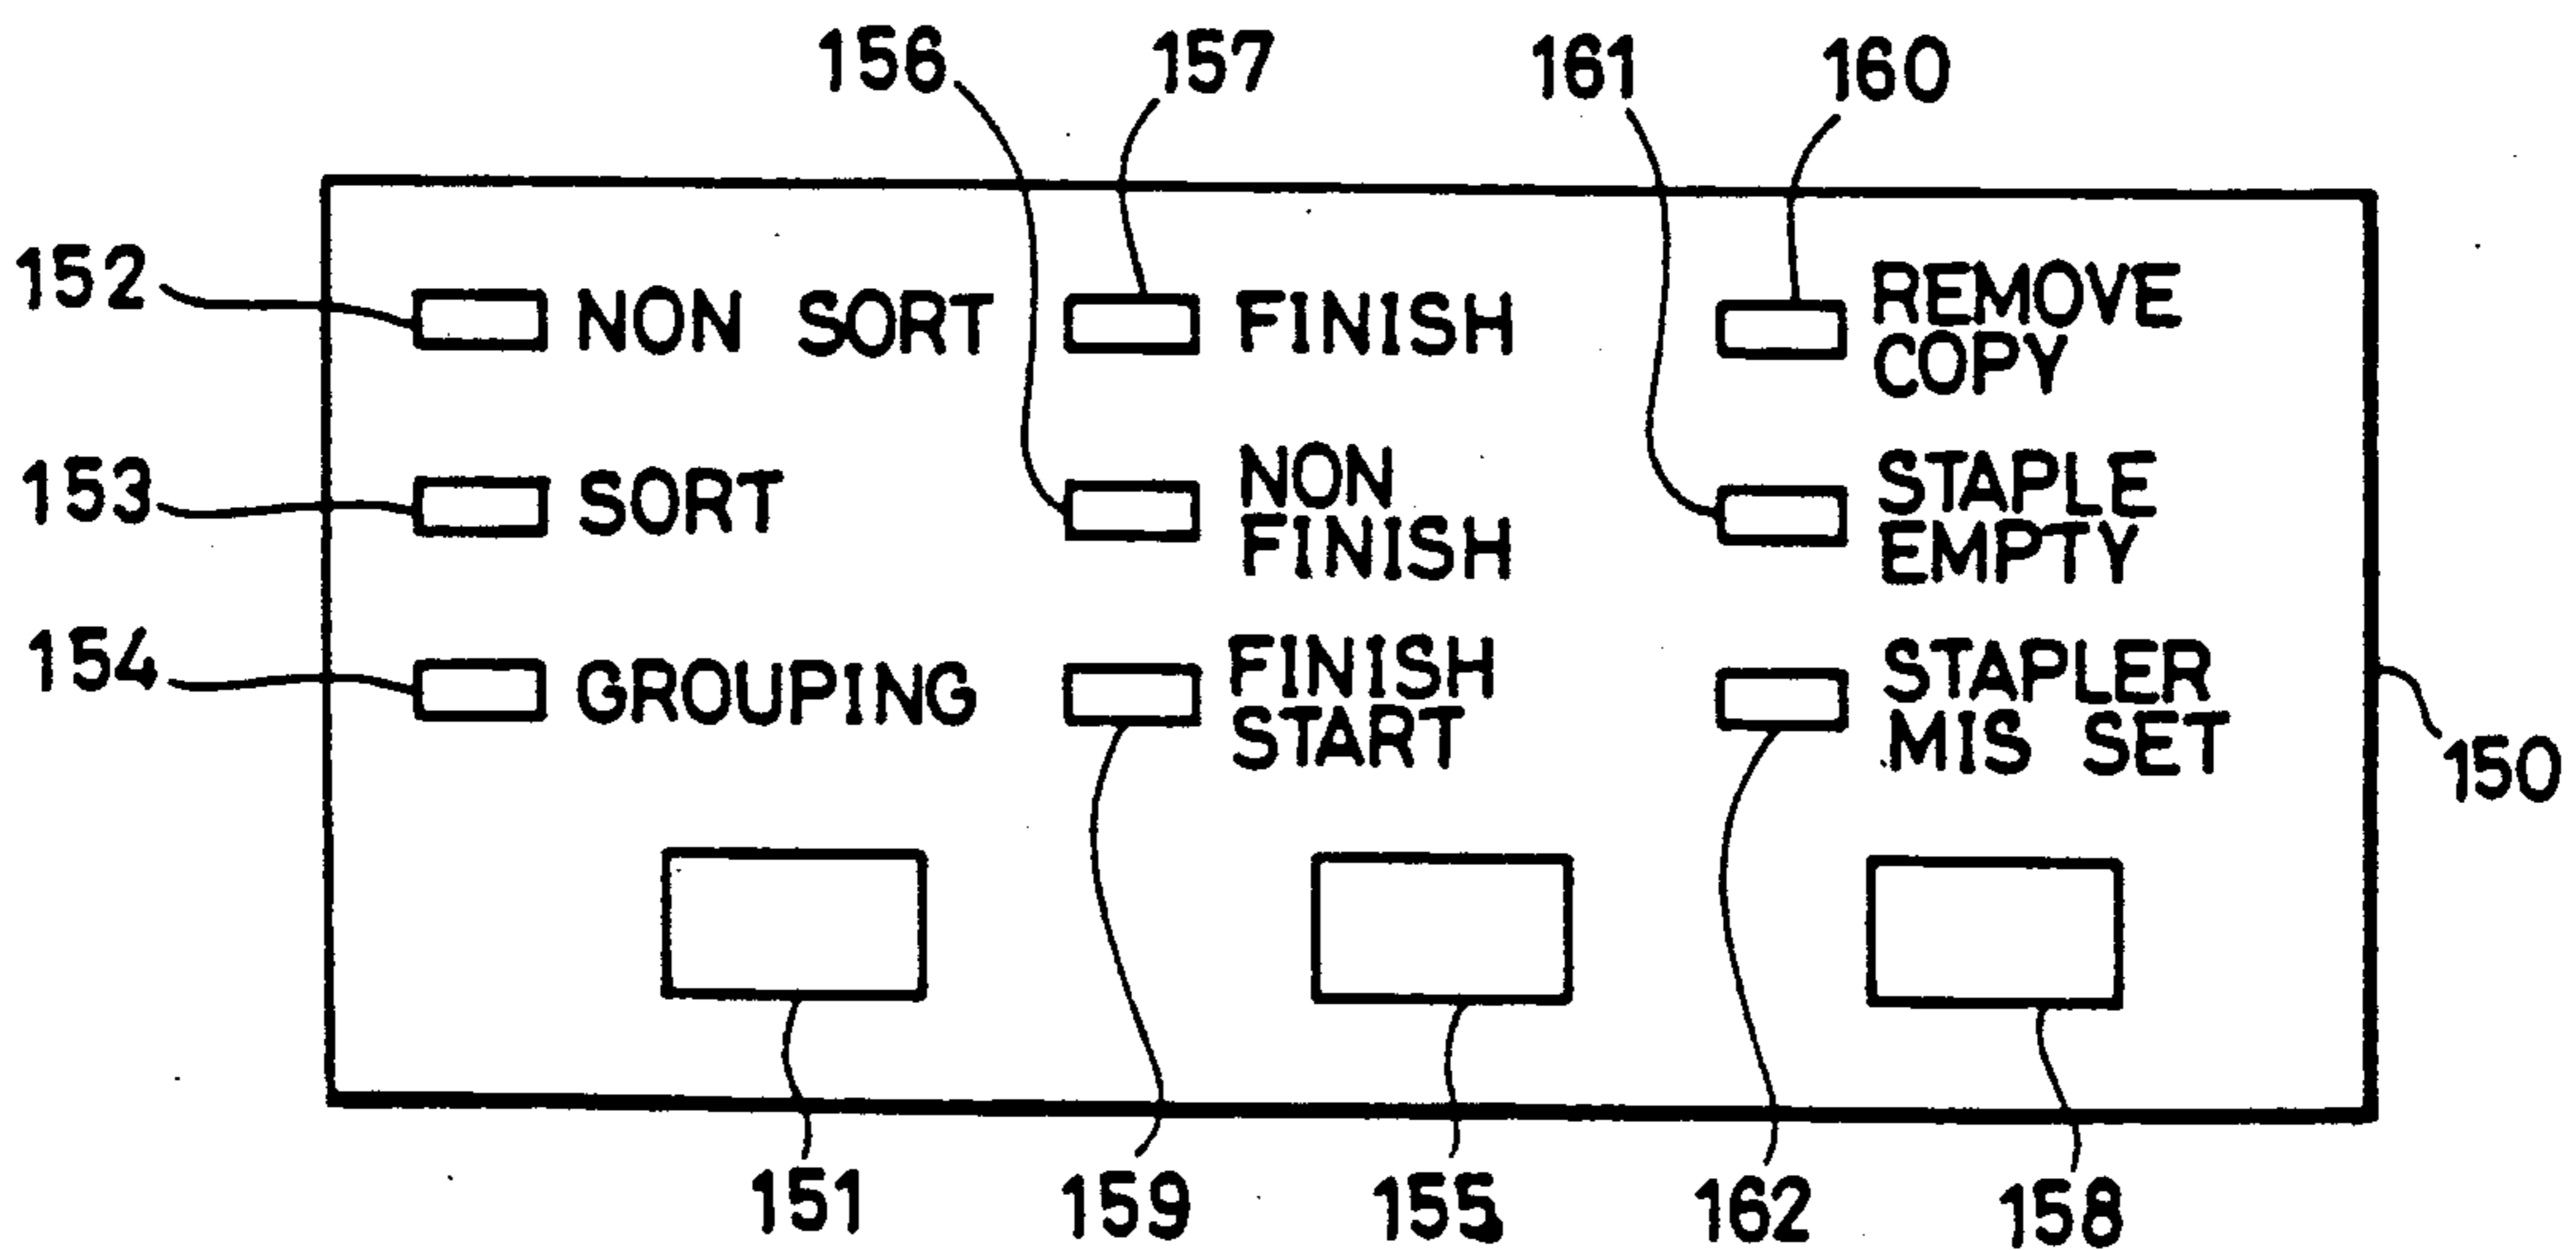 156 157 161 160
152 NON SORT FINISH REMOVE
COPY
153 SORT NON
FINISH STAPLE
EMPTY
154 GROUPING FINISH
START STAPLER
MIS SET
150
151 159 155 162 158